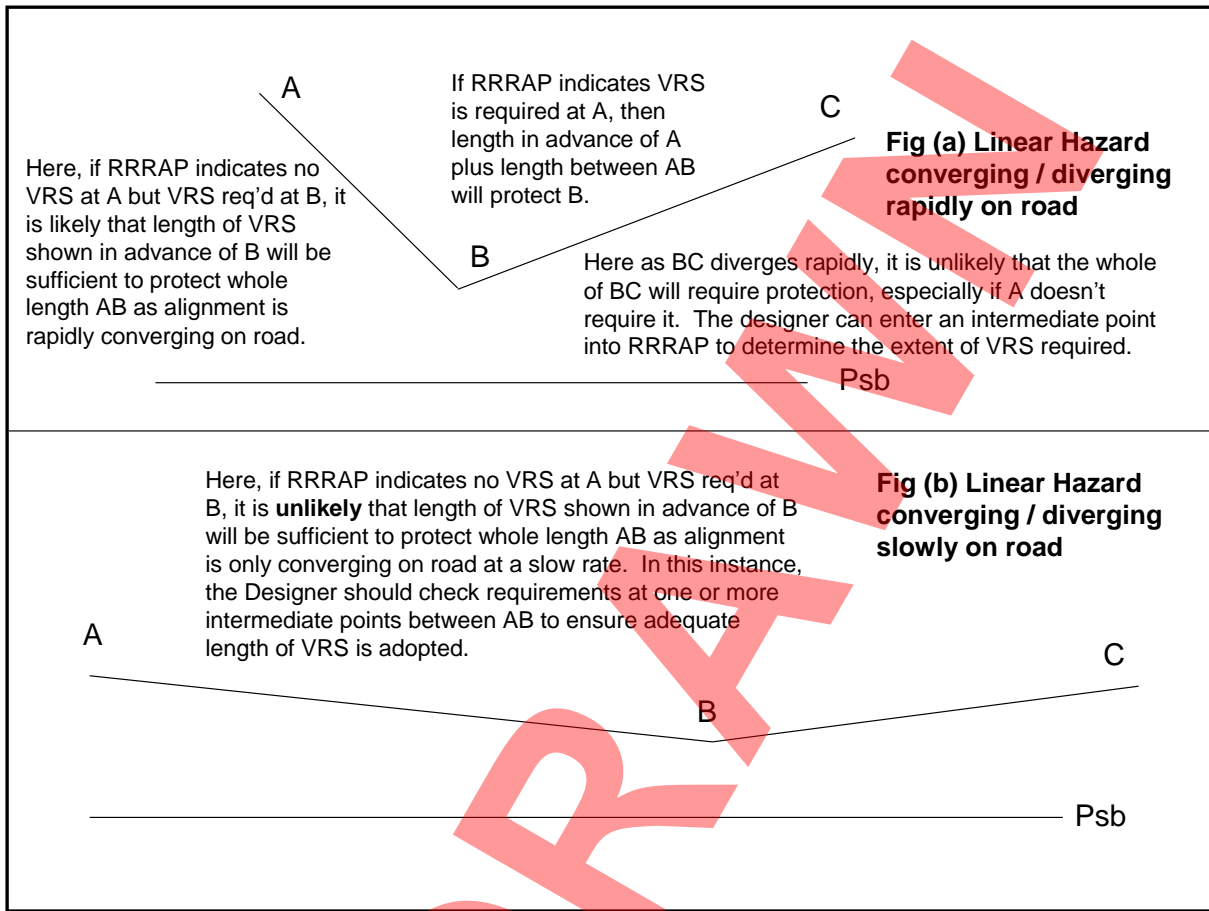 A
If RRRAP indicates VRS
is required at A, then
length in advance of A
plus length between AB
will protect B.
C
Fig (a) Linear Hazard
converging / diverging
rapidly on road
Here, if RRRAP indicates no
VRS at A but VRS req'd at B, it
is likely that length of VRS
shown in advance of B will be
sufficient to protect whole
length AB as alignment is
rapidly converging on road.
B
Here as BC diverges rapidly, it is unlikely that the whole
of BC will require protection, especially if A doesn't
require it.  The designer can enter an intermediate point
into RRRAP to determine the extent of VRS required.
Psb
Here, if RRRAP indicates no VRS at A but VRS req'd at
B, it is unlikely that length of VRS shown in advance of B
will be sufficient to protect whole length AB as alignment
is only converging on road at a slow rate.  In this instance,
the Designer should check requirements at one or more
intermediate points between AB to ensure adequate
length of VRS is adopted.
Fig (b) Linear Hazard
converging / diverging
slowly on road
A
B
C
Psb